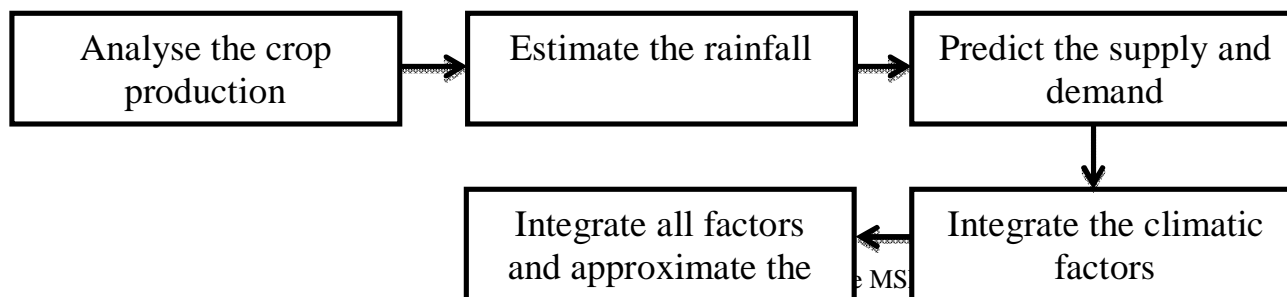 Analyse the crop
production
Estimate the rainfall
Predict the supply and
demand
Integrate the climatic
factors
Integrate all factors
and approximate the